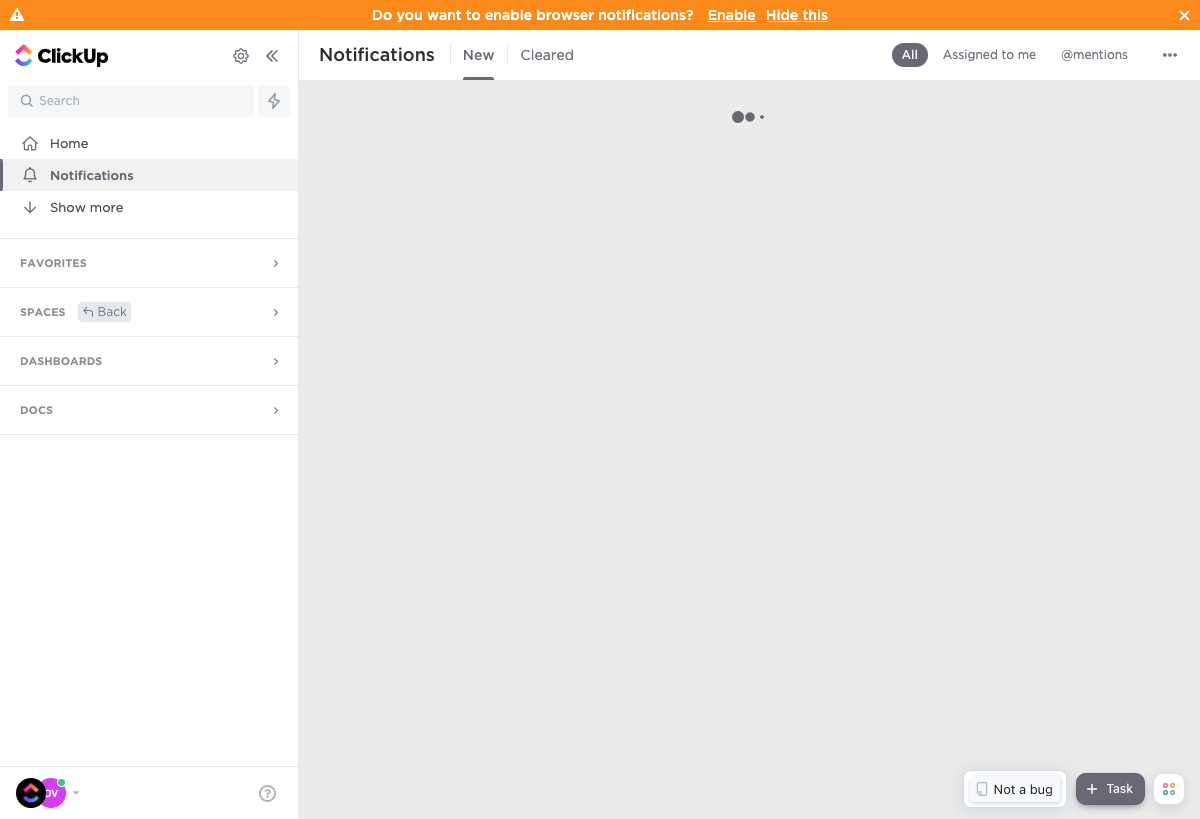 Do you want to enable browser notifications? Enable Hide this
ClickUp
Search
Home
Notifications
Show more
FAVORITES
SPACES Back
DASHBOARDS
DOCS
DV
Notifications New Cleared
All Assigned to me @mentions
Not a bug
Task